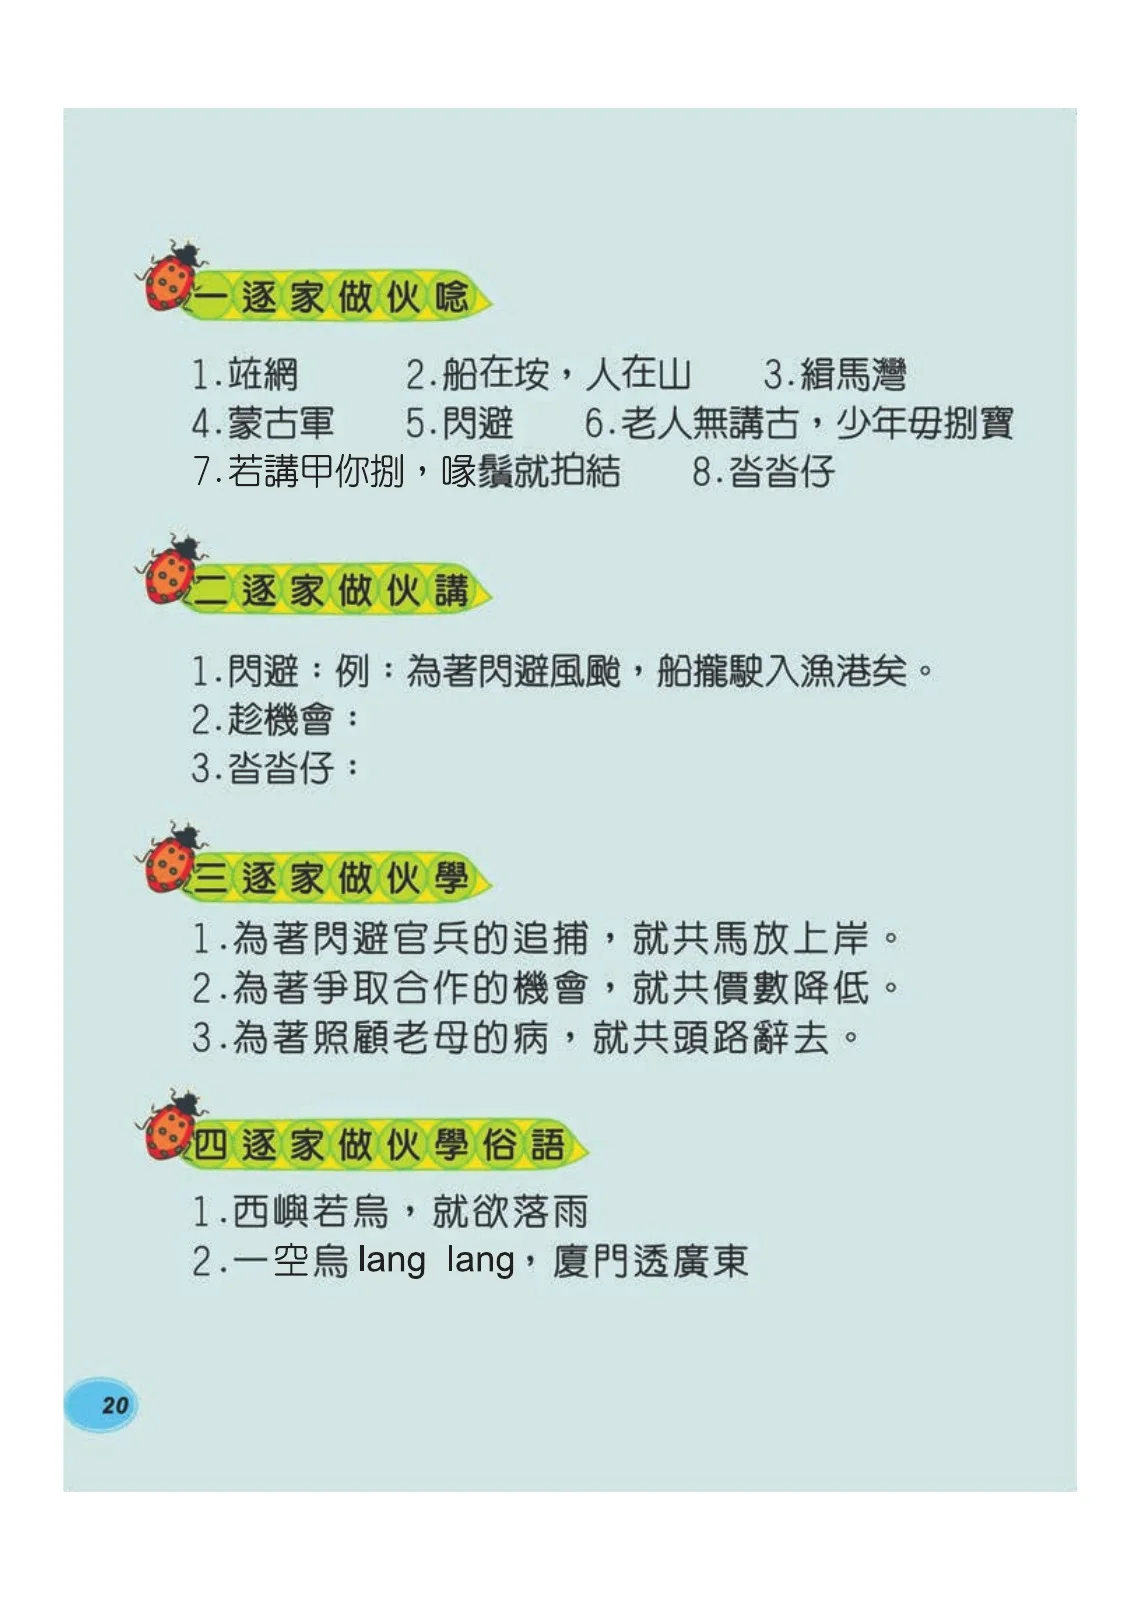 一逐家做伙唸
1.竝網 2.船在垵，人在山 3.緝馬灣
4.蒙古軍 5.閃避 6.老人無講古，少年毋捌寶
7.若講甲你捌，喙鬚就拍結 8.沓沓仔
二逐家做伙講
1.閃避：例：為著閃避風颱，船攏駛入漁港矣。
2.趁機會：
3.沓沓仔：
三逐家做伙學
1.為著閃避官兵的追捕，就共馬放上岸。
2.為著爭取合作的機會，就共價數降低。
3.為著照顧老母的病，就共頭路辭去。
四逐家做伙學俗語
1.西嶼若烏，就欲落雨
2.一空烏lang lang，廈門透廣東
20